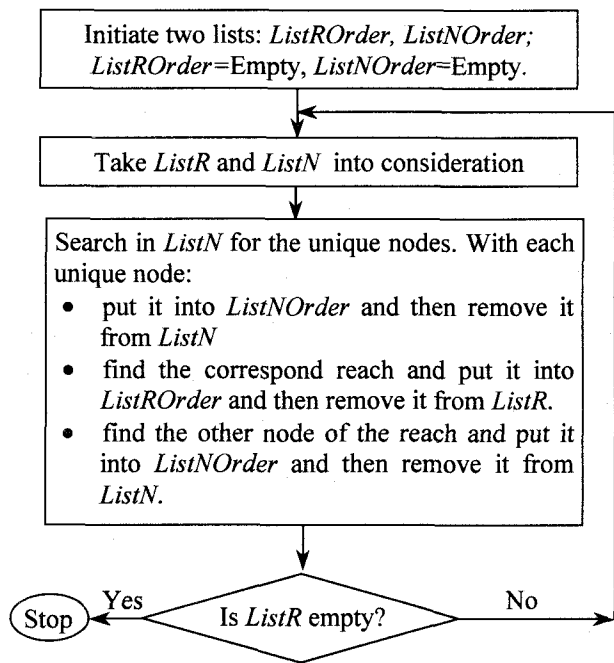 Initiate two lists: ListROrder, ListNOrder;
ListROrder=Empty, ListNOrder=Empty.
Take ListR and ListN into consideration
Search in ListN for the unique nodes. With each
unique node:
• put it into ListNOrder and then remove it
from ListN
• find the correspond reach and put it into
ListROrder and then remove it from ListR.
• find the other node of the reach and put it
into ListNOrder and then remove it from
ListN.
Stop
Yes
Is ListR empty?
No